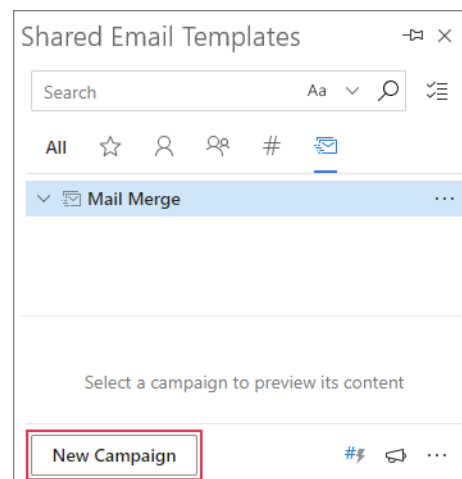 Shared Email Templates
Search Aa
All #
Mail Merge ...
Select a campaign to preview its content
New Campaign # ...